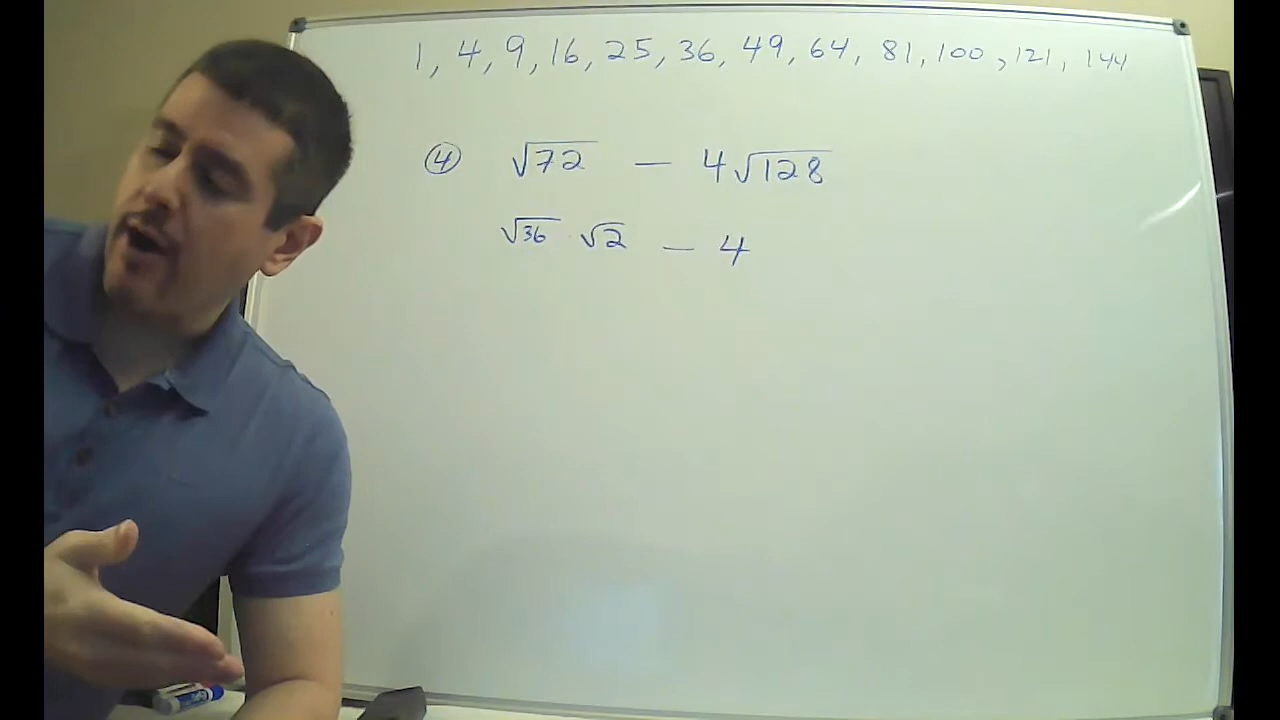 1, 4, 9, 16, 25, 36, 49, 64, 81, 100, 121, 144
④ √72 — 4√128
√36 · √2 — 4